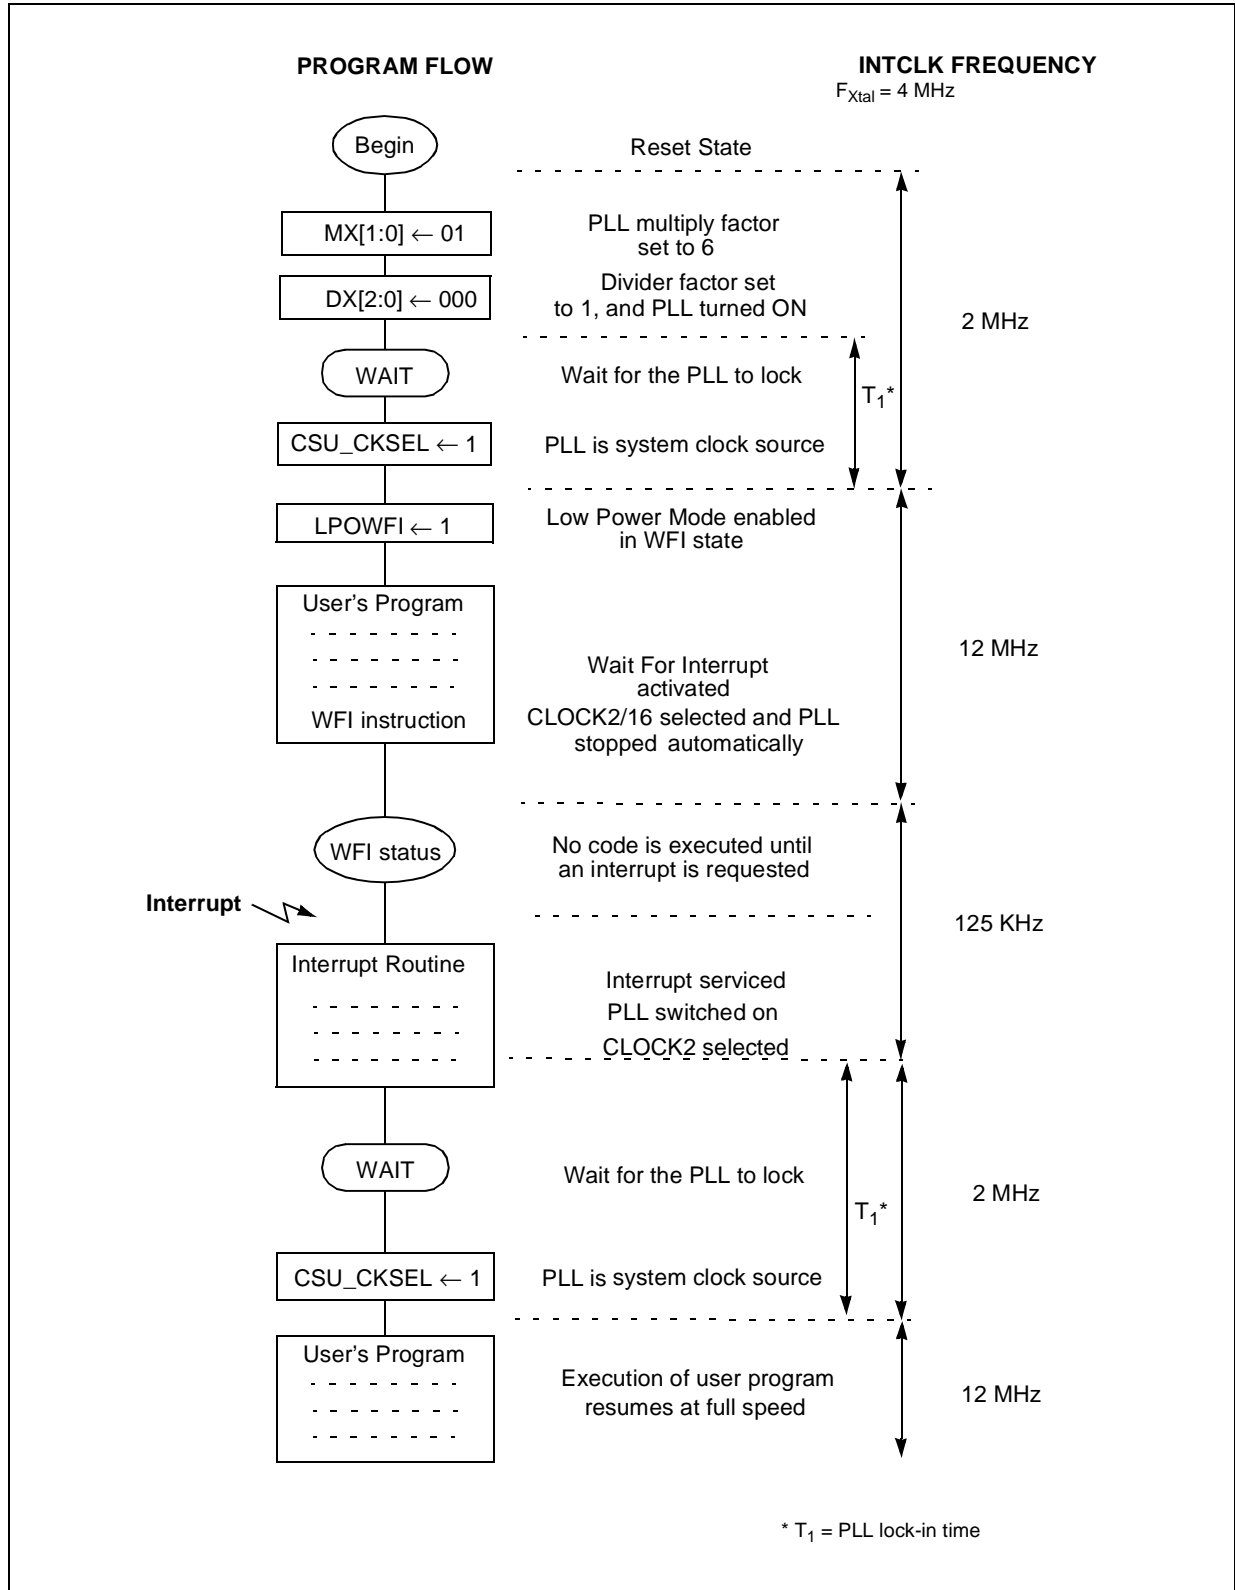 PROGRAM FLOW
INTCLK FREQUENCY
FXtal = 4 MHz
Begin
Reset State
MX[1:0] ← 01
PLL multiply factor
set to 6
DX[2:0] ← 000
Divider factor set
to 1, and PLL turned ON
2 MHz
WAIT
Wait for the PLL to lock
T1*
CSU_CKSEL ← 1
PLL is system clock source
LPOWFI ← 1
Low Power Mode enabled
in WFI state
User's Program
WFI instruction
Wait For Interrupt
activated
CLOCK2/16 selected and PLL
stopped automatically
12 MHz
WFI status
No code is executed until
an interrupt is requested
Interrupt
125 KHz
Interrupt Routine
Interrupt serviced
PLL switched on
CLOCK2 selected
WAIT
Wait for the PLL to lock
T1*
2 MHz
CSU_CKSEL ← 1
PLL is system clock source
User's Program
Execution of user program
resumes at full speed
12 MHz
* T1 = PLL lock-in time